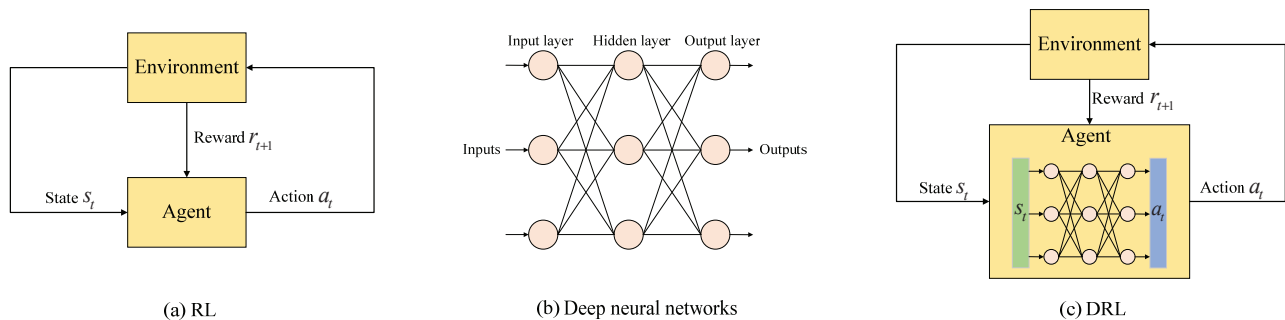 Environment
Reward r_{t+1}
State s_t
Agent
Action a_t
(a) RL
Input layer Hidden layer Output layer
Inputs
Outputs
(b) Deep neural networks
Environment
Reward r_{t+1}
Agent
State s_t
s_t
a_t
Action a_t
(c) DRL